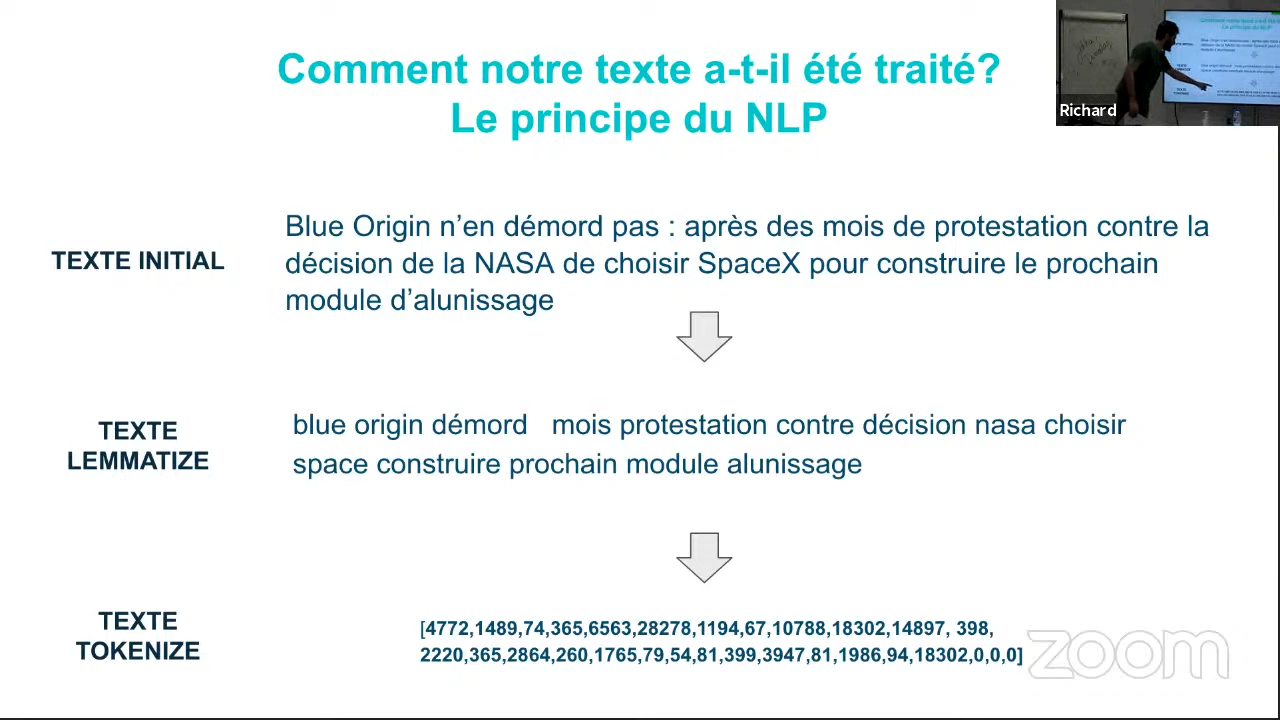 Comment notre texte a-t-il été traité?
Le principe du NLP
Richard
TEXTE INITIAL
Blue Origin n’en démord pas : après des mois de protestation contre la
décision de la NASA de choisir SpaceX pour construire le prochain
module d’alunissage
TEXTE
LEMMATIZE
blue origin démord mois protestation contre décision nasa choisir
space construire prochain module alunissage
TEXTE
TOKENIZE
[4772,1489,74,365,6563,28278,1194,67,10788,18302,14897, 398,
2220,365,2864,260,1765,79,54,81,399,3947,81,1986,94,18302,0,0,0]
zoom